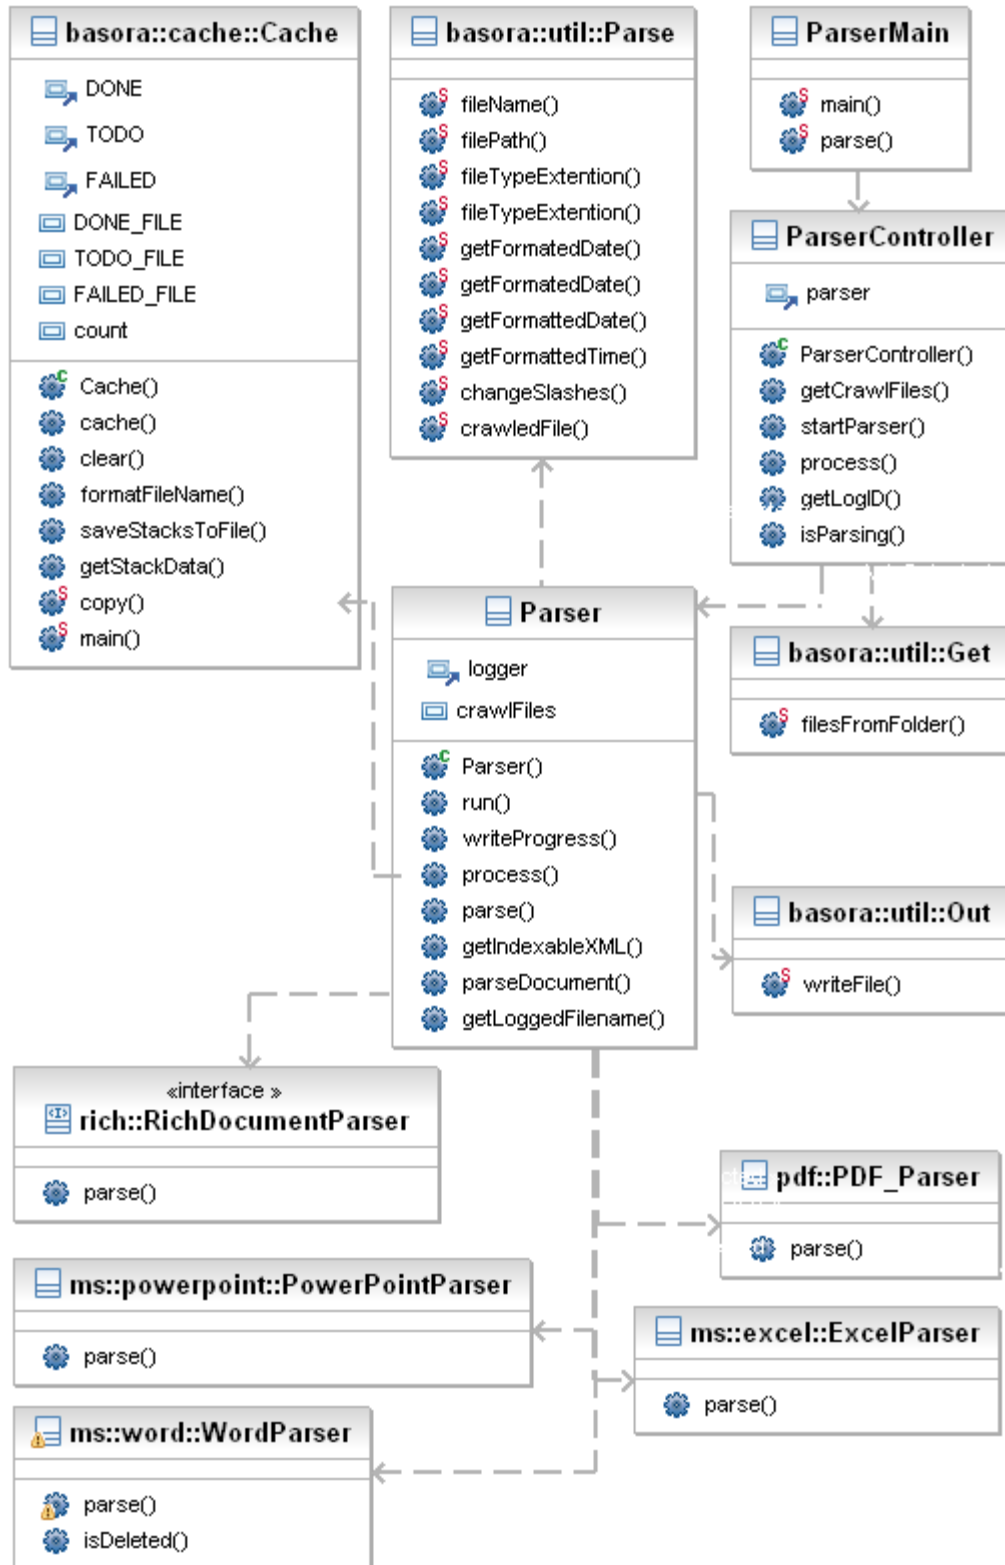 basora::cache::Cache
DONE
TODO
FAILED
DONE_FILE
TODO_FILE
FAILED_FILE
count
Cache()
cache()
clear()
formatFileName()
saveStacksToFile()
getStackData()
copy()
main()
basora::util::Parse
fileName()
filePath()
fileTypeExtention()
fileTypeExtention()
getFormatedDate()
getFormatedDate()
getFormattedDate()
getFormattedTime()
changeSlashes()
crawledFile()
ParserMain
main()
parse()
ParserController
parser
ParserController()
getCrawlFiles()
startParser()
process()
getLogID()
isParsing()
Parser
logger
crawlFiles
Parser()
run()
writeProgress()
process()
parse()
getIndexableXML()
parseDocument()
getLoggedFilename()
basora::util::Get
filesFromFolder()
basora::util::Out
writeFile()
«interface »
rich::RichDocumentParser
parse()
pdf::PDF_Parser
parse()
ms::powerpoint::PowerPointParser
parse()
ms::excel::ExcelParser
parse()
ms::word::WordParser
parse()
isDeleted()